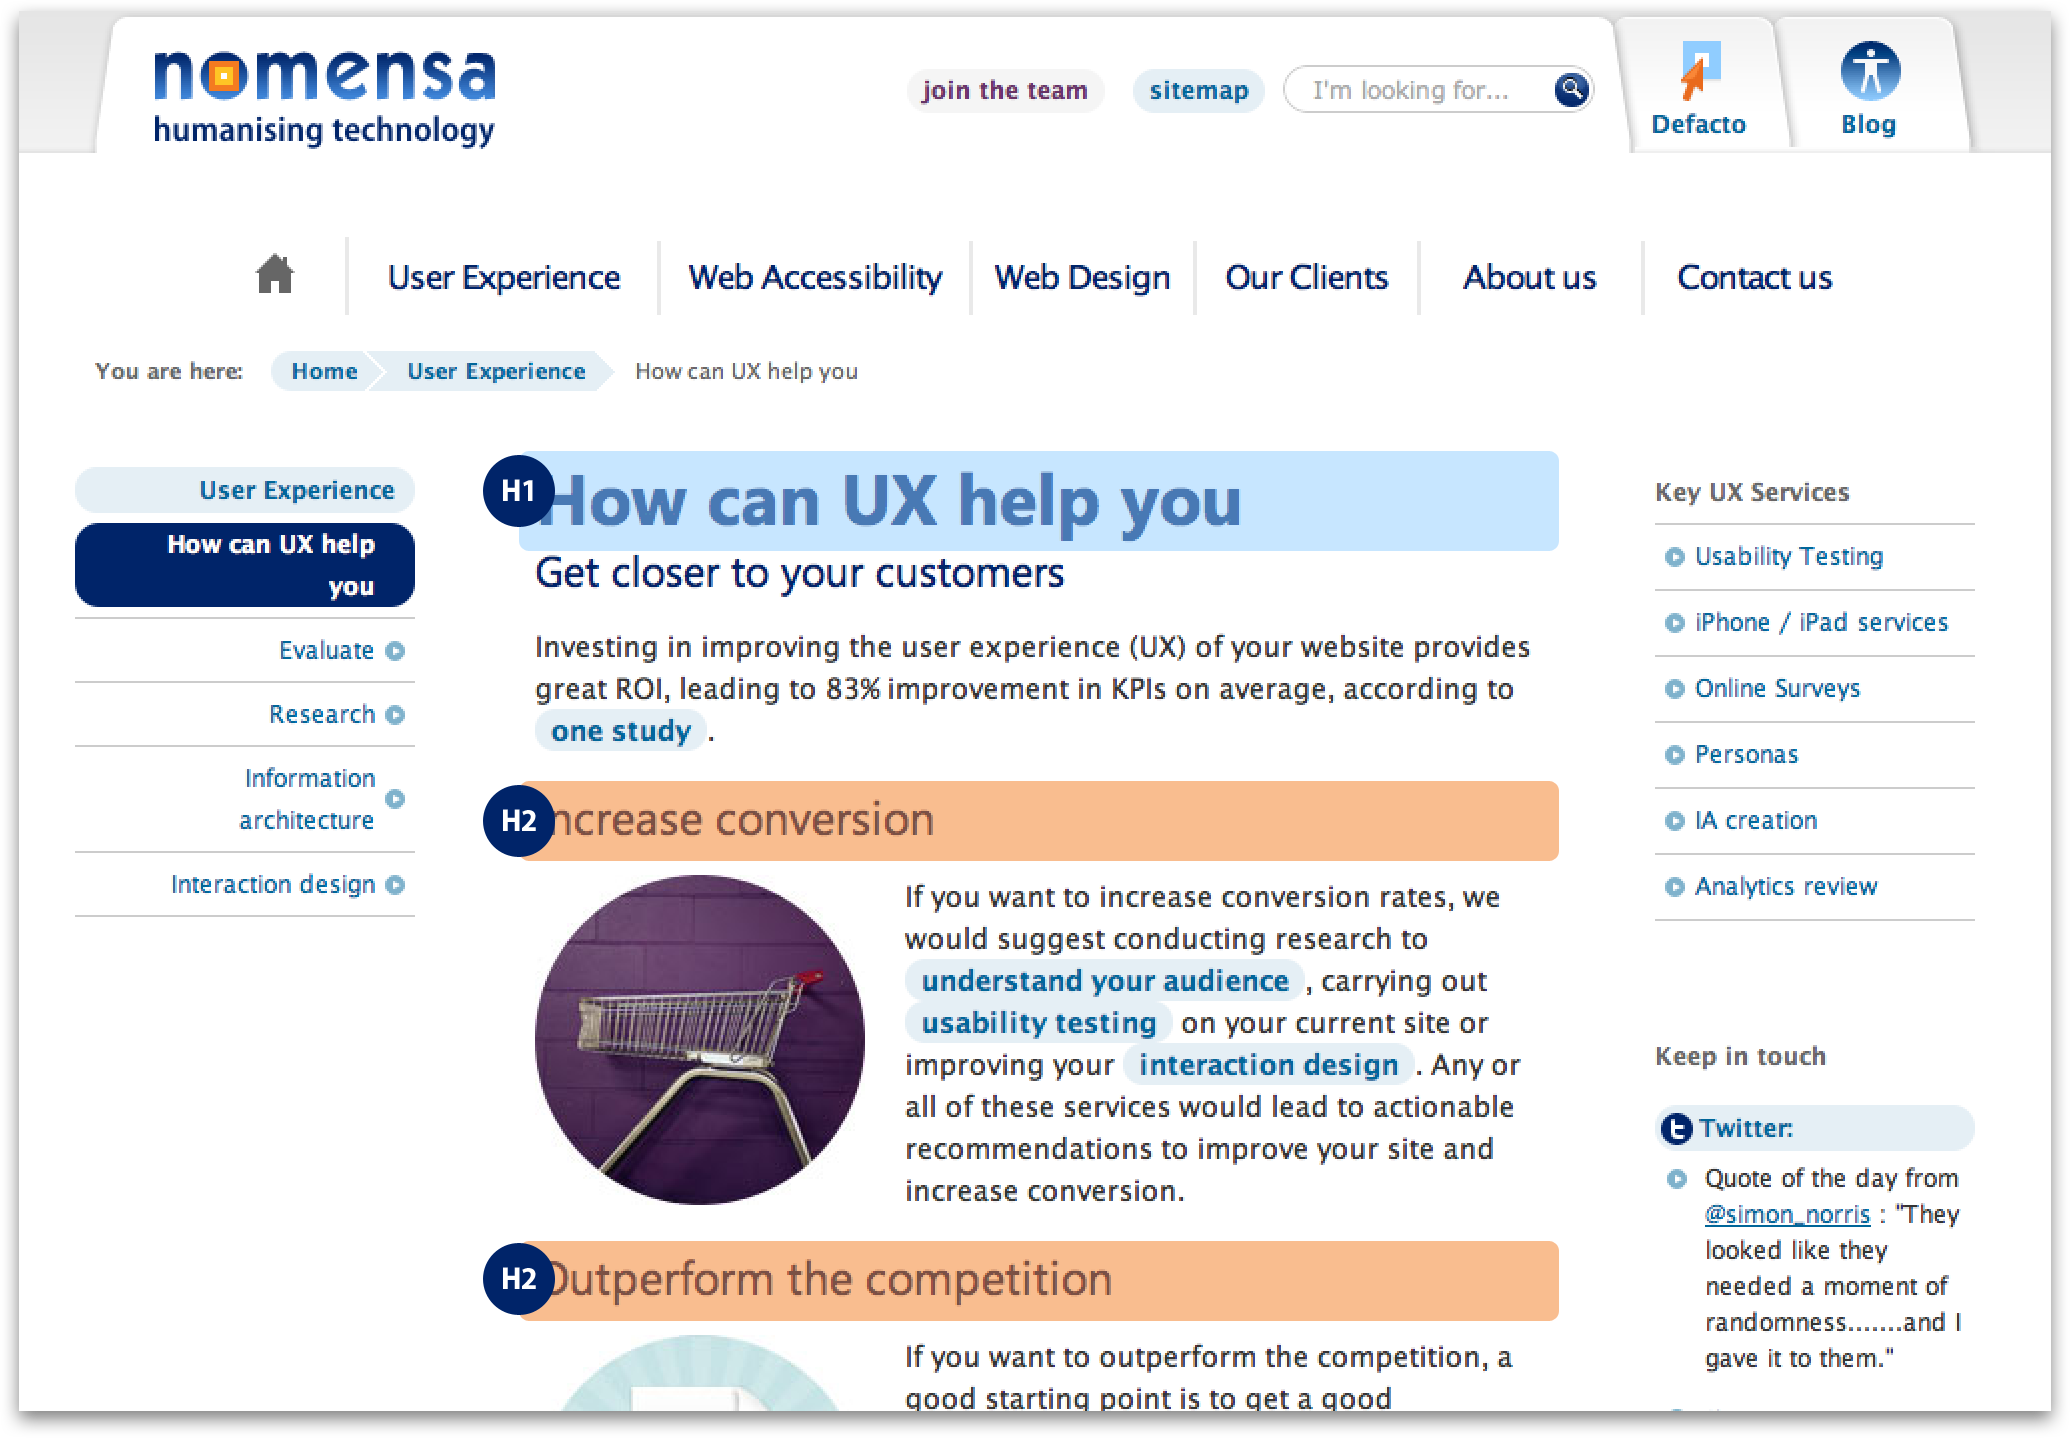 nomensa
humanising technology
join the team
sitemap
I'm looking for...
Defacto
Blog
User Experience
Web Accessibility
Web Design
Our Clients
About us
Contact us
You are here:
Home
User Experience
How can UX help you
User Experience
How can UX help
you
Evaluate
Research
Information
architecture
Interaction design
H1
How can UX help you
Get closer to your customers
Investing in improving the user experience (UX) of your website provides
great ROI, leading to 83% improvement in KPIs on average, according to
one study .
H2
Increase conversion
If you want to increase conversion rates, we
would suggest conducting research to
understand your audience , carrying out
usability testing on your current site or
improving your interaction design . Any or
all of these services would lead to actionable
recommendations to improve your site and
increase conversion.
H2
Outperform the competition
If you want to outperform the competition, a
good starting point is to get a good
Key UX Services
Usability Testing
iPhone / iPad services
Online Surveys
Personas
IA creation
Analytics review
Keep in touch
Twitter:
Quote of the day from
@simon_norris : "They
looked like they
needed a moment of
randomness.......and I
gave it to them."